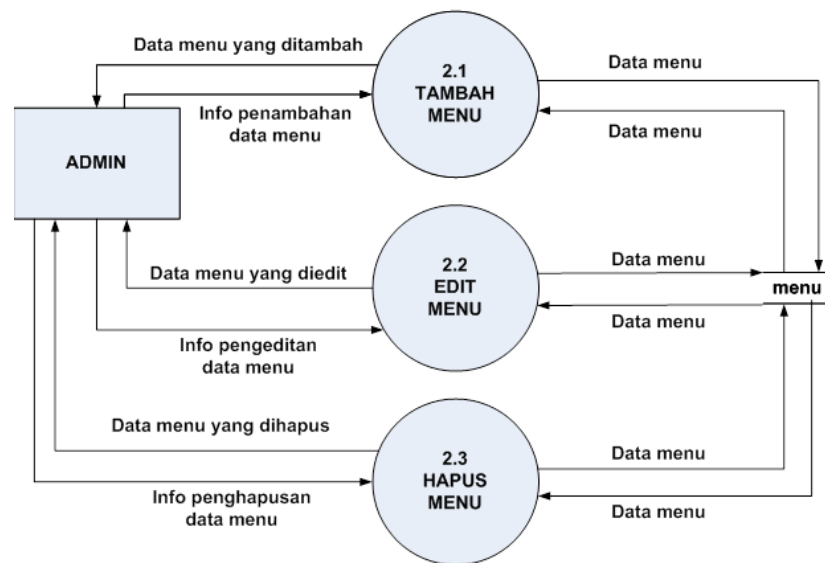 Data menu yang ditambah
2.1
TAMBAH
MENU
Data menu
Info penambahan
data menu
Data menu
ADMIN
Data menu yang diedit
2.2
EDIT
MENU
Data menu
menu
Info pengeditan
data menu
Data menu
Data menu yang dihapus
2.3
HAPUS
MENU
Data menu
Info penghapusan
data menu
Data menu